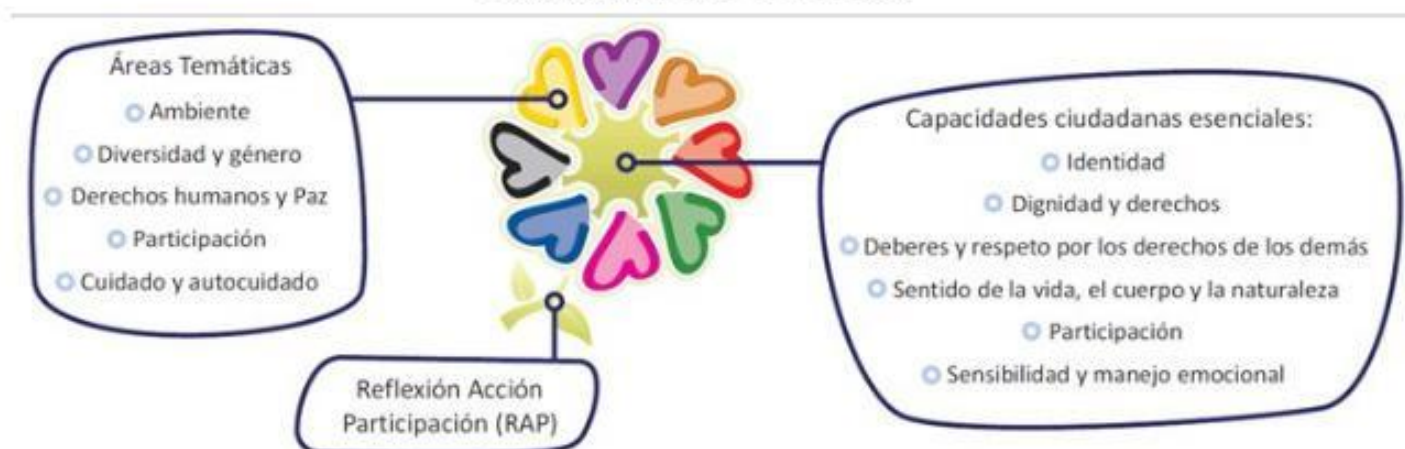 Áreas Temáticas
Ambiente
Diversidad y género
Derechos humanos y Paz
Participación
Cuidado y autocuidado
Capacidades ciudadanas esenciales:
Identidad
Dignidad y derechos
Deberes y respeto por los derechos de los demás
Sentido de la vida, el cuerpo y la naturaleza
Participación
Sensibilidad y manejo emocional
Reflexión Acción
Participación (RAP)